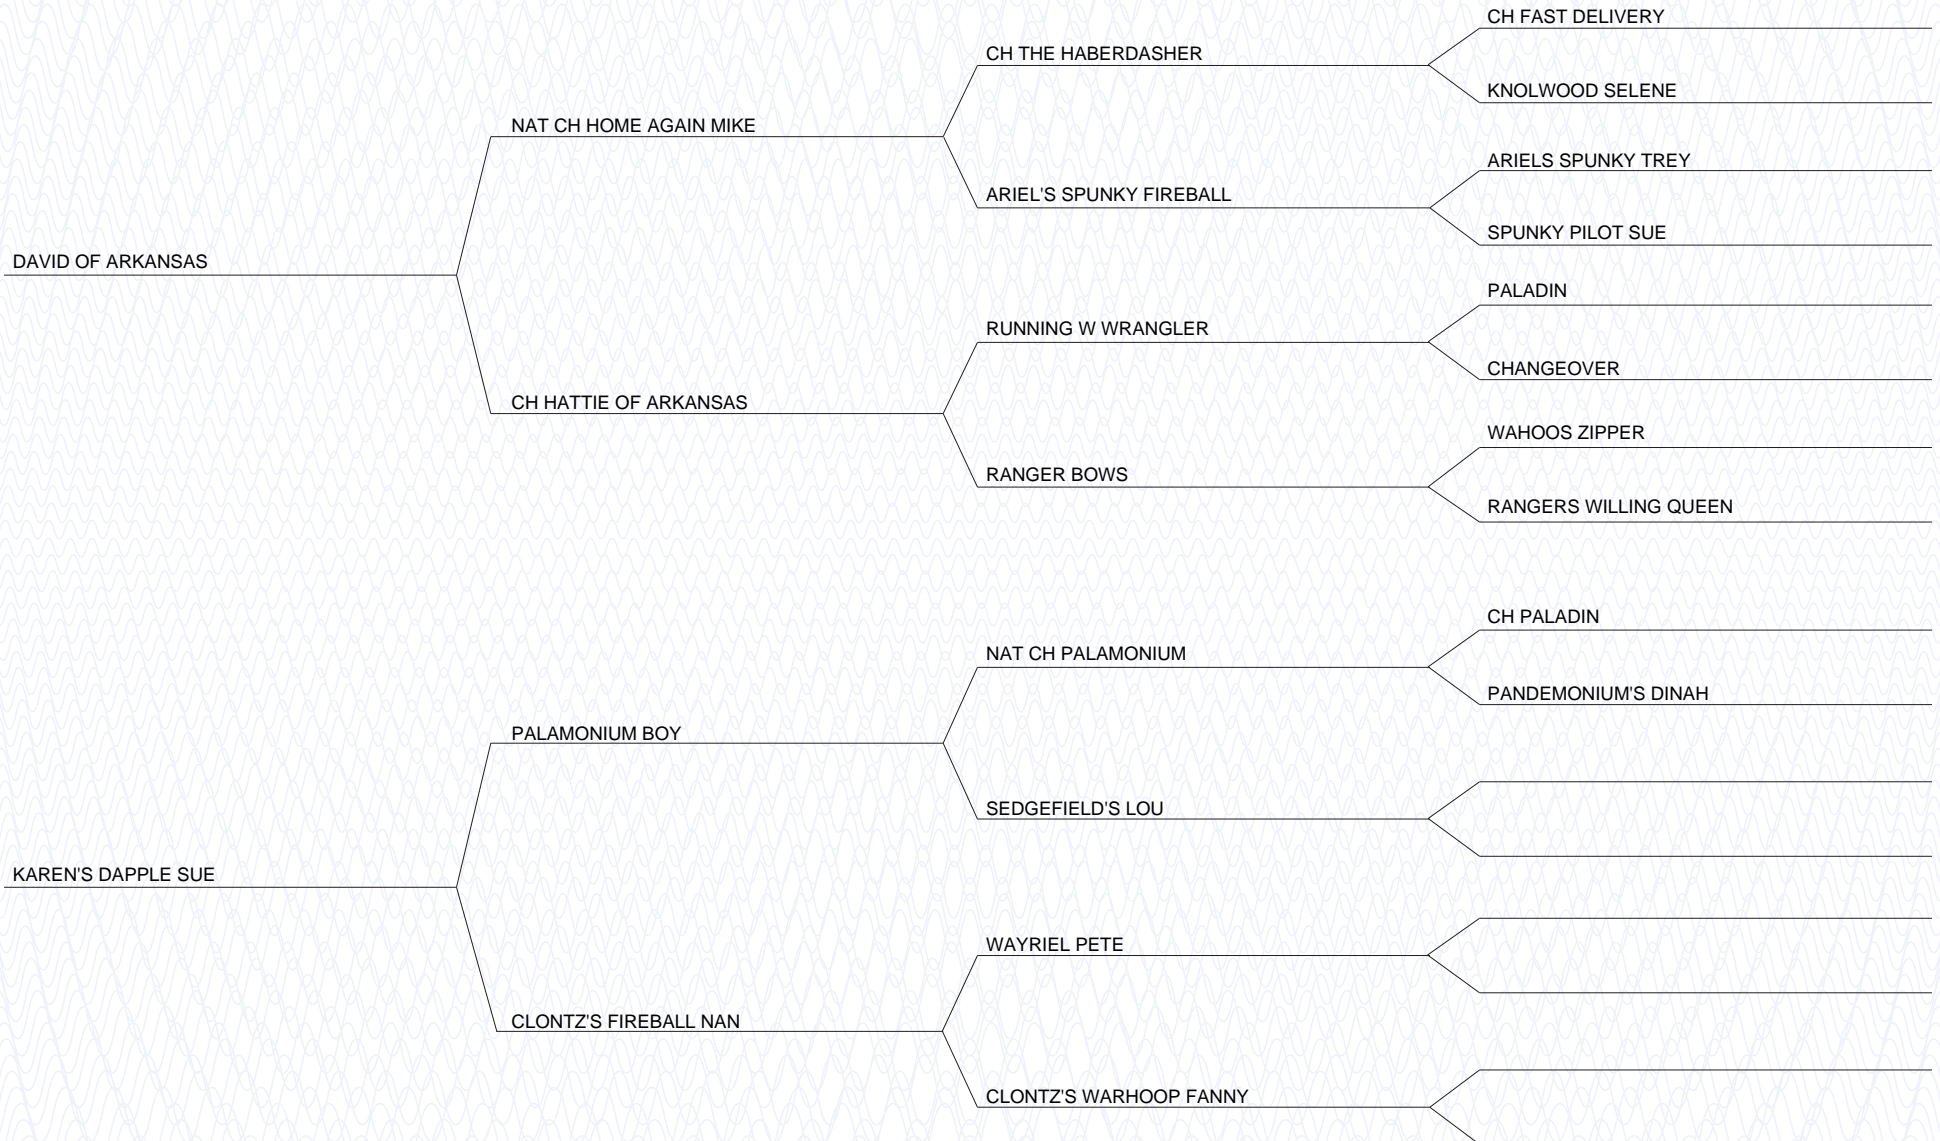 CH FAST DELIVERY
CH THE HABERDASHER
KNOLWOOD SELENE
NAT CH HOME AGAIN MIKE
ARIELS SPUNKY TREY
ARIEL'S SPUNKY FIREBALL
SPUNKY PILOT SUE
DAVID OF ARKANSAS
PALADIN
RUNNING W WRANGLER
CHANGEOVER
CH HATTIE OF ARKANSAS
WAHOOS ZIPPER
RANGER BOWS
RANGERS WILLING QUEEN
CH PALADIN
NAT CH PALAMONIUM
PANDEMONIUM'S DINAH
PALAMONIUM BOY
SEDGEFIELD'S LOU
KAREN'S DAPPLE SUE
WAYRIEL PETE
CLONTZ'S FIREBALL NAN
CLONTZ'S WARHOOP FANNY